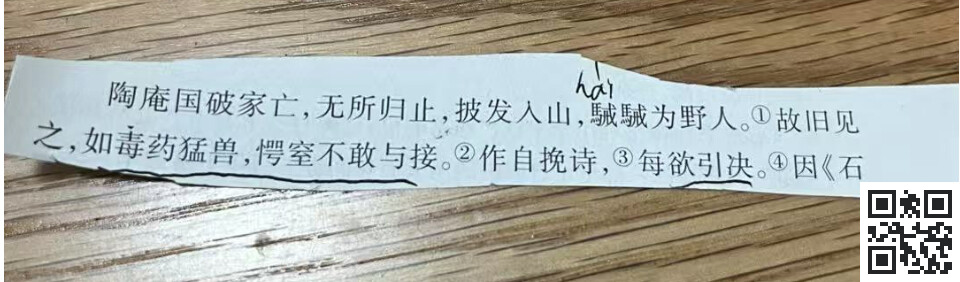 hài
陶庵国破家亡,无所归止,披发入山,駴駴为野人。①故旧见
之,如毒药猛兽,愕窒不敢与接。②作自挽诗,③每欲引决。④因《石